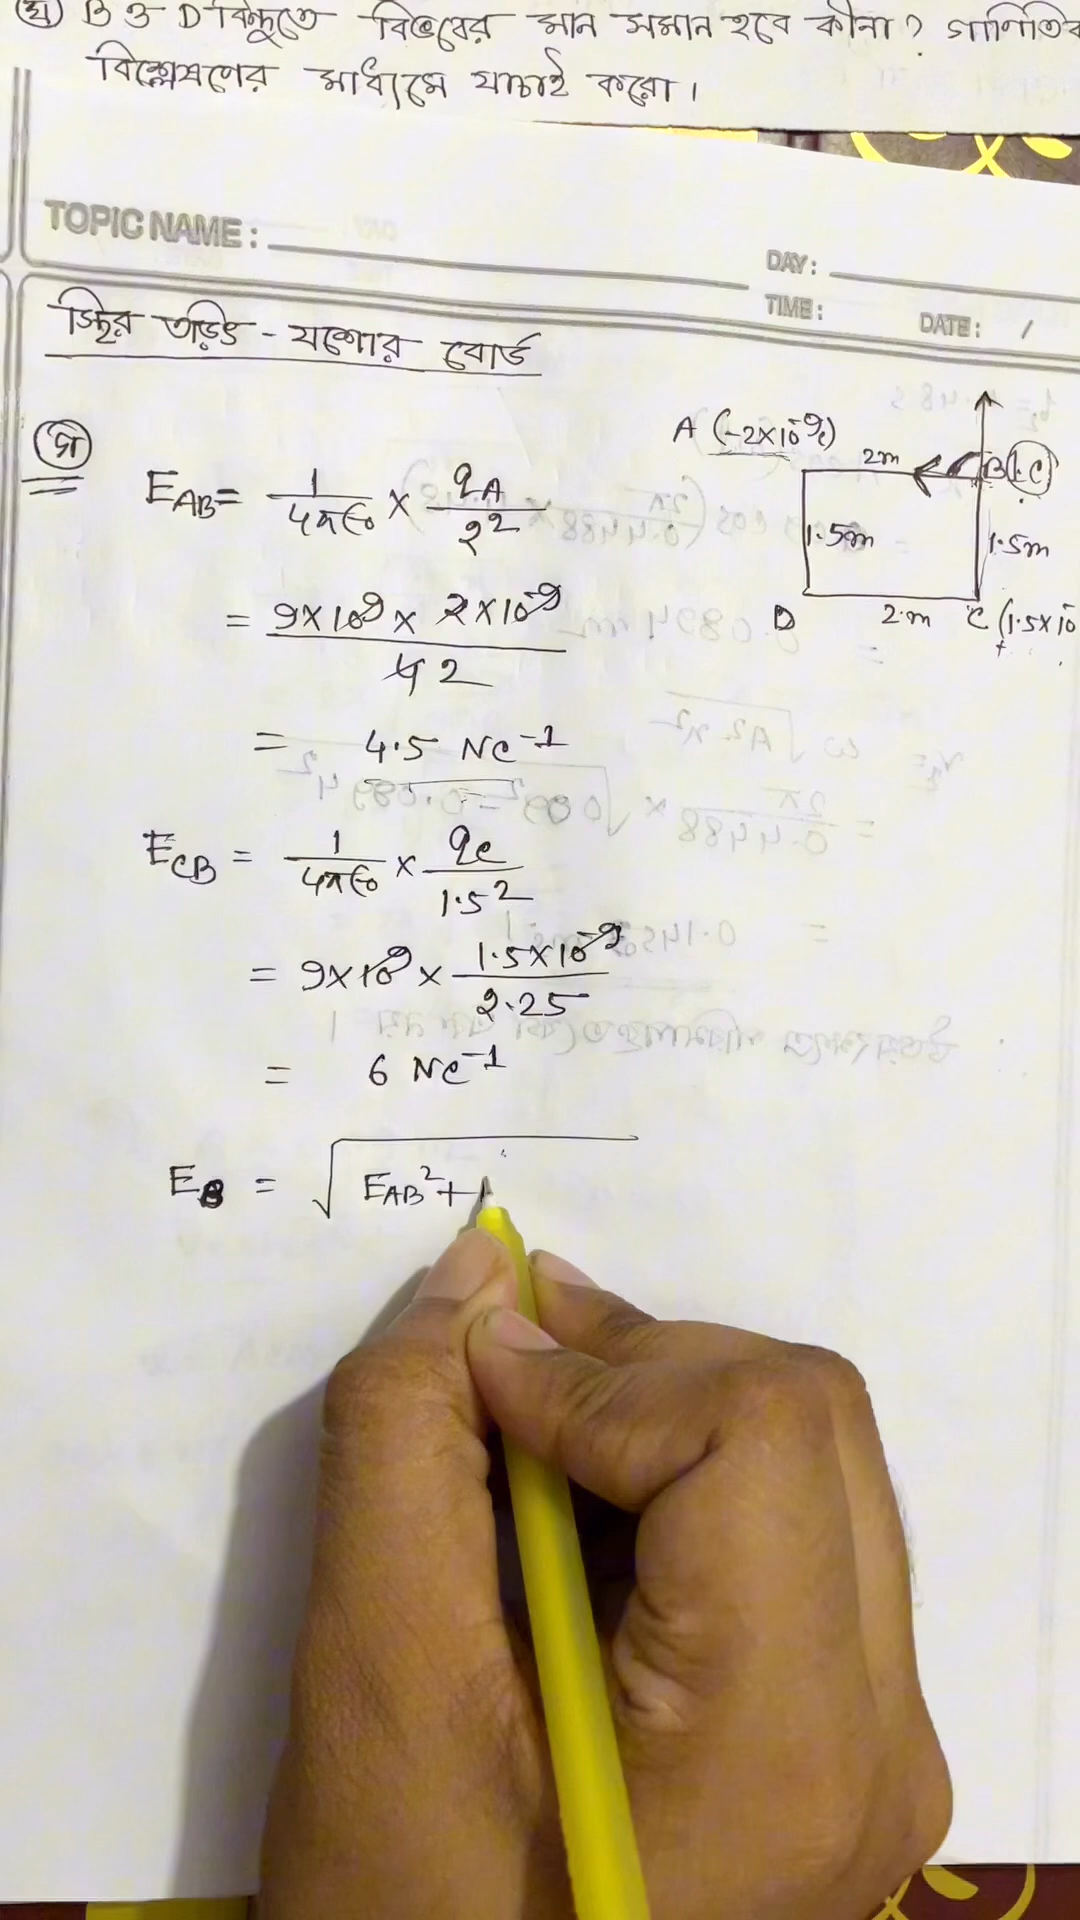 (ঘ) B ও D বিন্দুতে বিভবের মান সমান হবে কীনা? গাণিতিক
বিশ্লেষণের মাধ্যমে যাচাই করো।
TOPIC NAME :
DAY :
TIME :
DATE : /
স্থির তড়িৎ - যশোর বোর্ড
(গ)
E_AB = 1/4πϵ₀ × q_A/2²
= 9×10⁹ × 2×10⁻⁹ / 4 2
= 4.5 NC⁻¹
E_CB = 1/4πϵ₀ × q_C/1.5²
= 9×10⁹ × 1.5×10⁻⁹/2.25
= 6 NC⁻¹
E_B = √ E_AB² +
A (-2×10⁻⁹C)
2m
B (1C)
1.5m
1.5m
D
2m
C (1.5×10
+